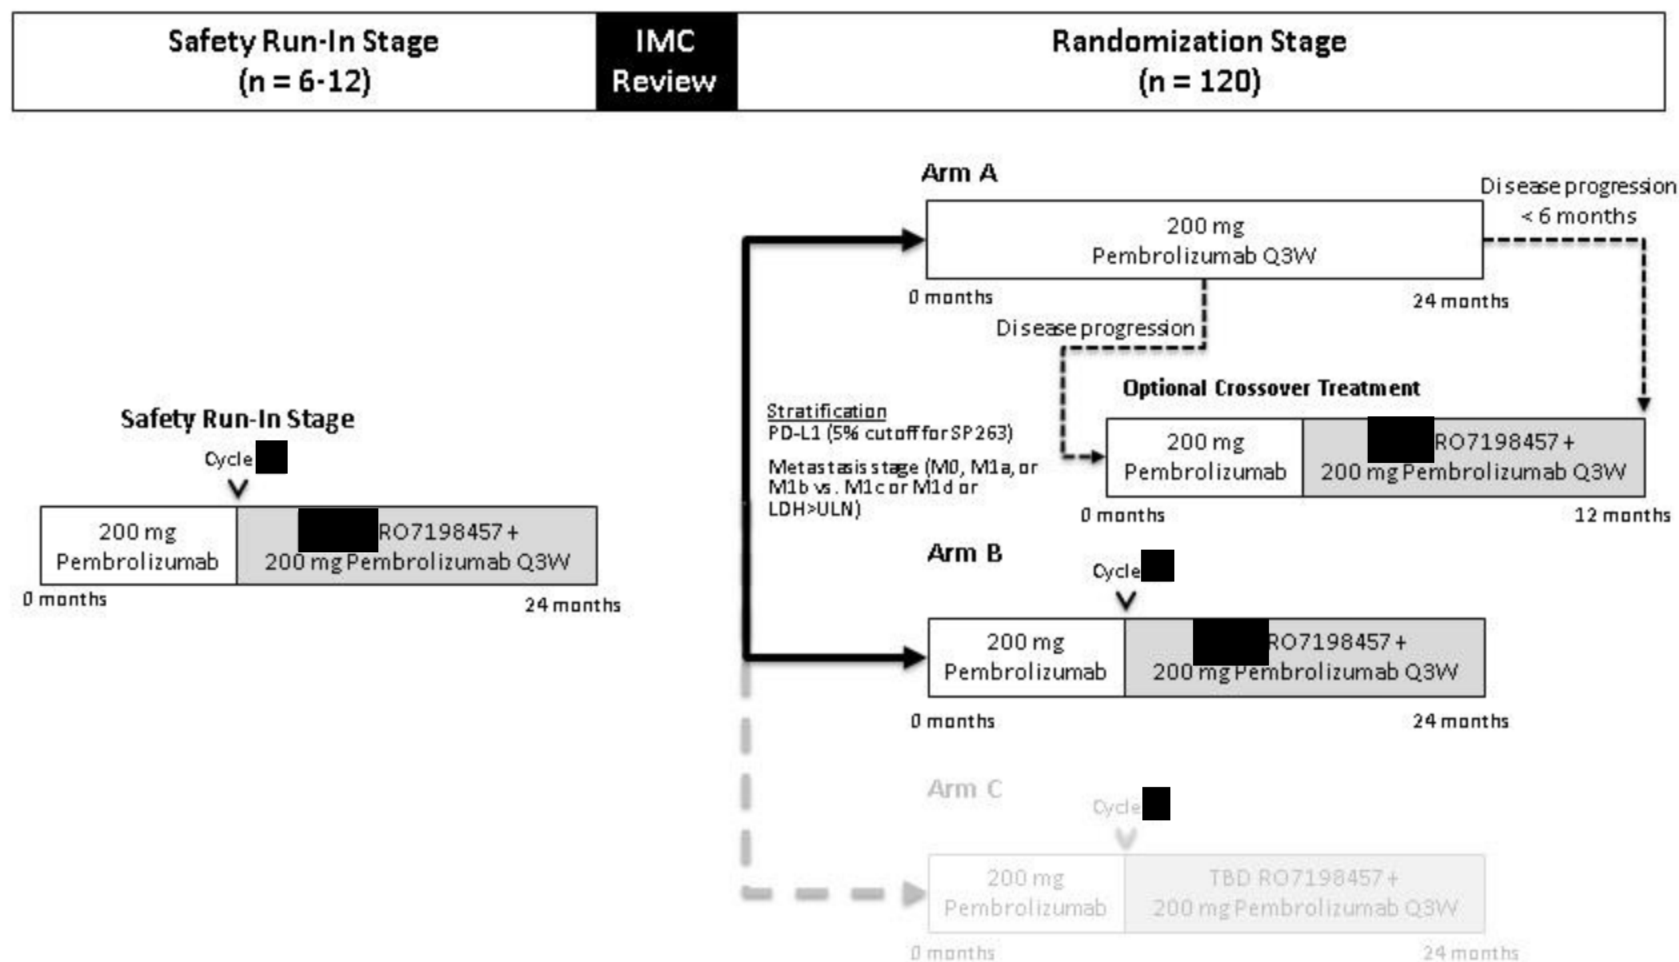 Safety Run-In Stage
(n = 6-12)
IMC
Review
Randomization Stage
(n = 120)
Arm A
200 mg
Pembrolizumab Q3W
0 months
24 months
Disease progression
< 6 months
Disease progression
Optional Crossover Treatment
200 mg
Pembrolizumab
RO7198457 +
200 mg Pembrolizumab Q3W
0 months
12 months
Stratification
PD-L1 (5% cutoff for SP263)
Metastasis stage (M0, M1a, or
M1b vs. M1c or M1d or
LDH>ULN)
Safety Run-In Stage
Cycle
200 mg
Pembrolizumab
RO7198457 +
200 mg Pembrolizumab Q3W
0 months
24 months
Arm B
Cycle
200 mg
Pembrolizumab
RO7198457 +
200 mg Pembrolizumab Q3W
0 months
24 months
Arm C
Cycle
200 mg
Pembrolizumab
TBD RO7198457 +
200 mg Pembrolizumab Q3W
0 months
24 months